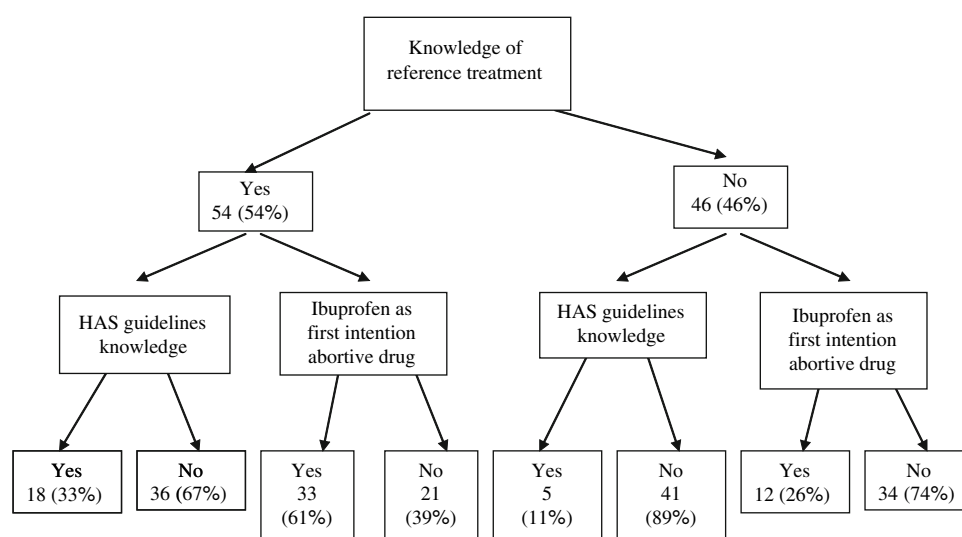 Knowledge of
reference treatment
Yes
54 (54%)
No
46 (46%)
HAS guidelines
knowledge
Ibuprofen as
first intention
abortive drug
HAS guidelines
knowledge
Ibuprofen as
first intention
abortive drug
Yes
18 (33%)
No
36 (67%)
Yes
33
(61%)
No
21
(39%)
Yes
5
(11%)
No
41
(89%)
Yes
12 (26%)
No
34 (74%)